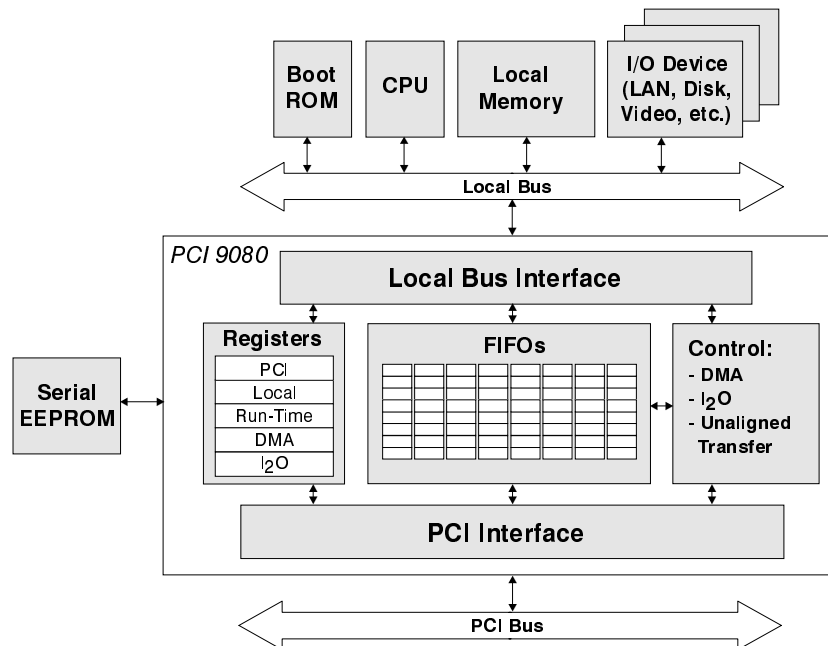 Boot
ROM
CPU
Local
Memory
I/O Device
(LAN, Disk,
Video, etc.)
Local Bus
PCI 9080
Local Bus Interface
Registers
PCI
Local
Run-Time
DMA
I2O
FIFOs
Control:
- DMA
- I2O
- Unaligned
Transfer
Serial
EEPROM
PCI Interface
PCI Bus